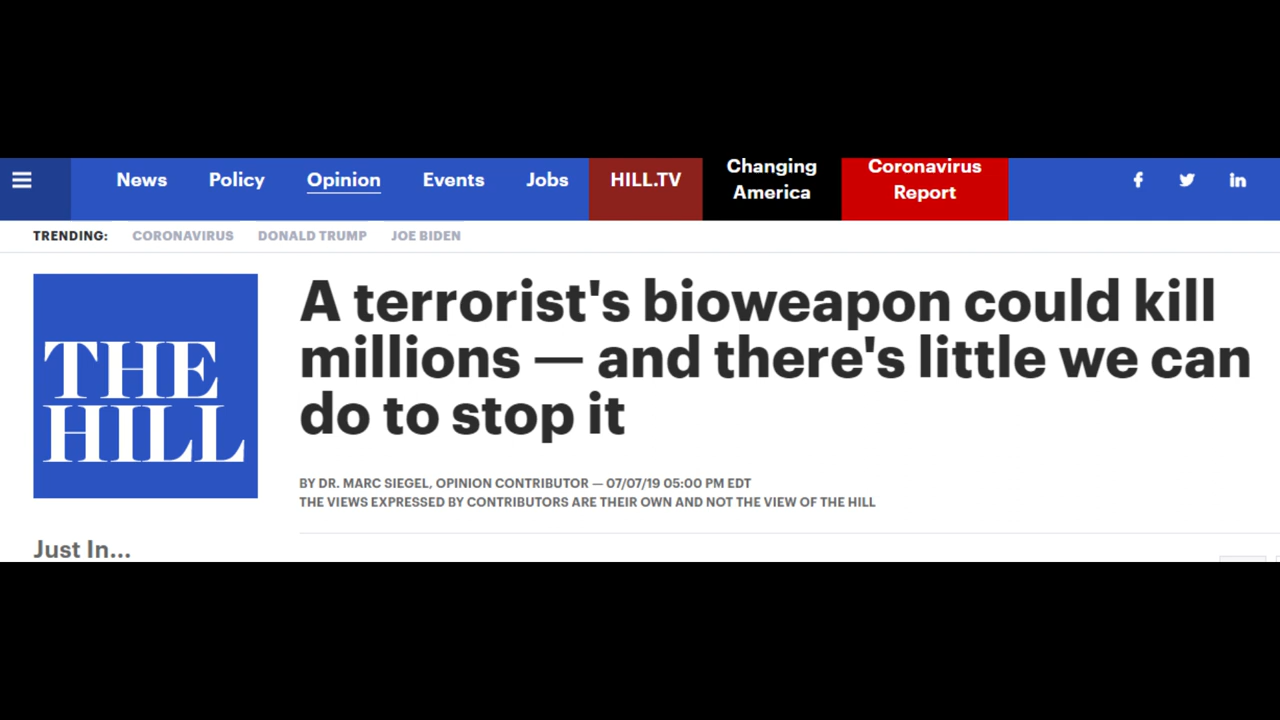 News Policy Opinion Events Jobs HILL.TV Changing America Coronavirus Report
TRENDING: CORONAVIRUS DONALD TRUMP JOE BIDEN
THE
HILL
A terrorist's bioweapon could kill
millions — and there's little we can
do to stop it
BY DR. MARC SIEGEL, OPINION CONTRIBUTOR — 07/07/19 05:00 PM EDT
THE VIEWS EXPRESSED BY CONTRIBUTORS ARE THEIR OWN AND NOT THE VIEW OF THE HILL
Just In...